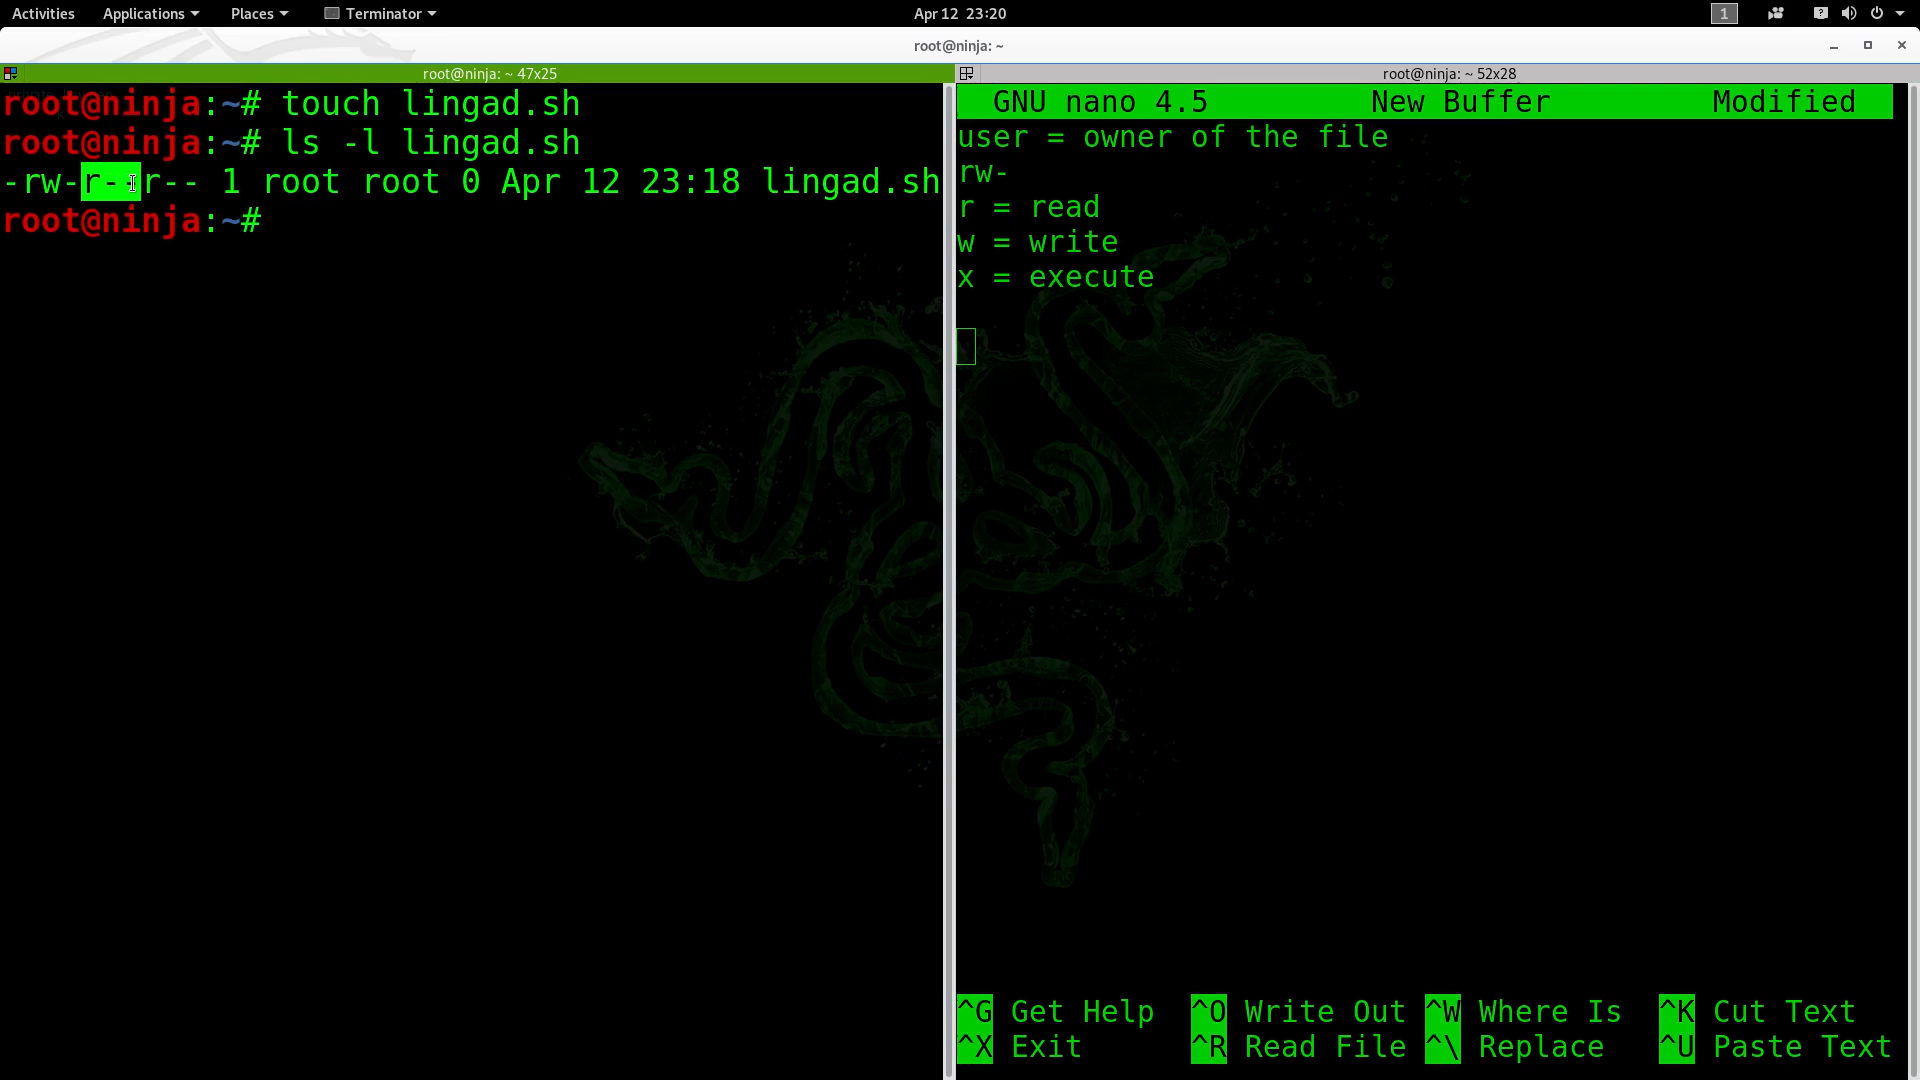 Activities Applications Places Terminator Apr 12 23:20 1
root@ninja: ~
root@ninja: ~ 47x25
root@ninja:~# touch lingad.sh
root@ninja:~# ls -l lingad.sh
-rw-r--r-- 1 root root 0 Apr 12 23:18 lingad.sh
root@ninja:~#
root@ninja: ~ 52x28
GNU nano 4.5 New Buffer Modified
user = owner of the file
rw-
r = read
w = write
x = execute
^G Get Help ^O Write Out ^W Where Is ^K Cut Text
^X Exit ^R Read File ^\ Replace ^U Paste Text